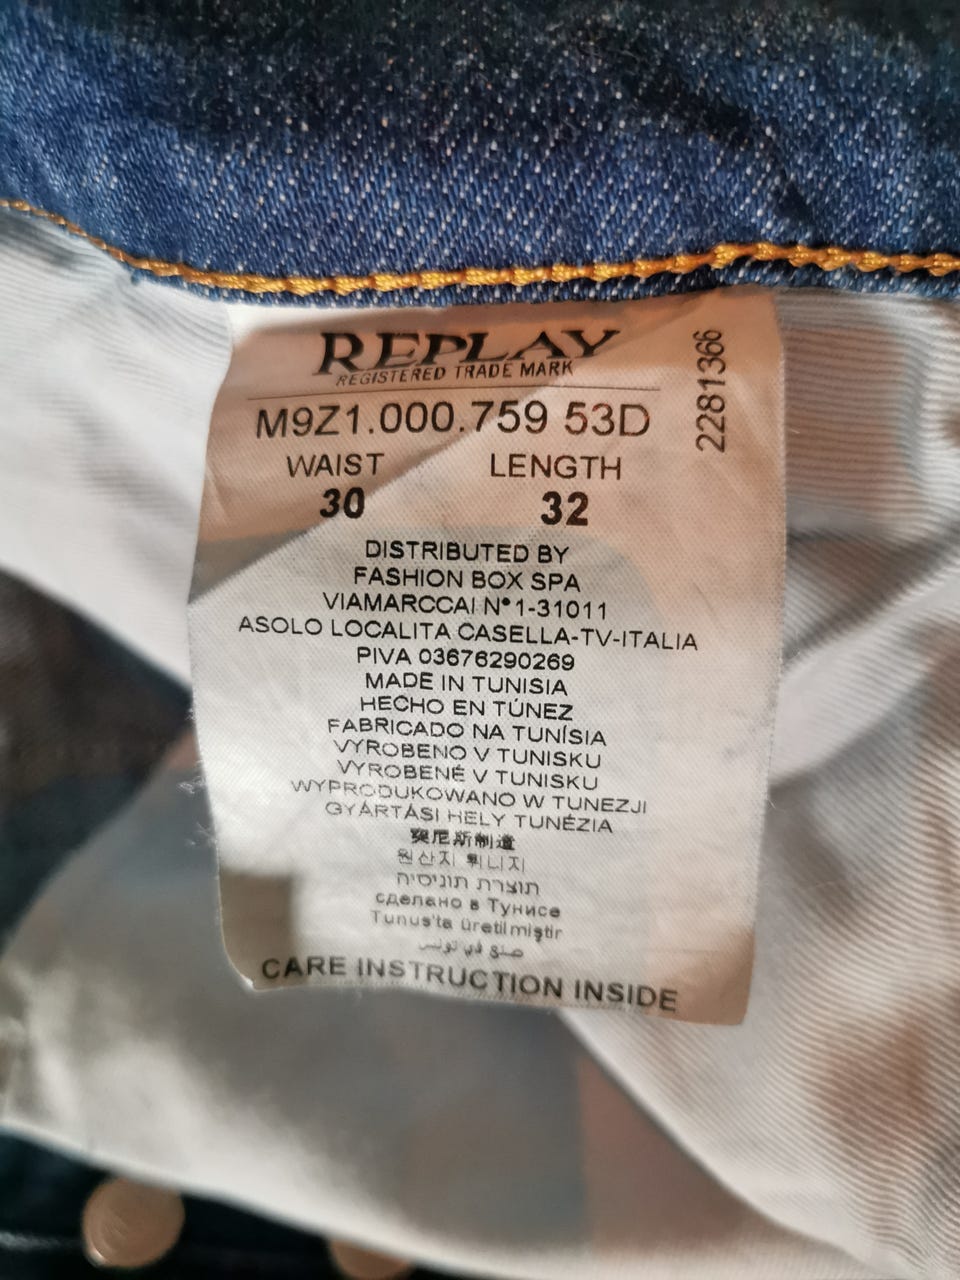 REPLAY
REGISTERED TRADE MARK
2281366
M9Z1.000.759 53D
WAIST LENGTH
30 32
DISTRIBUTED BY
FASHION BOX SPA
VIAMARCCAI N°1-31011
ASOLO LOCALITA CASELLA-TV-ITALIA
PIVA 03676290269
MADE IN TUNISIA
HECHO EN TÚNEZ
FABRICADO NA TUNÍSIA
VYROBENO V TUNISKU
VYROBENÉ V TUNISKU
WYPRODUKOWANO W TUNEZJI
GYÁRTÁSI HELY TUNÉZIA
突尼斯制造
원산지 튀니지
תוצרת תוניסיה
сделано в Тунисе
Tunus'ta üretilmiştir
صنع في تونس
CARE INSTRUCTION INSIDE